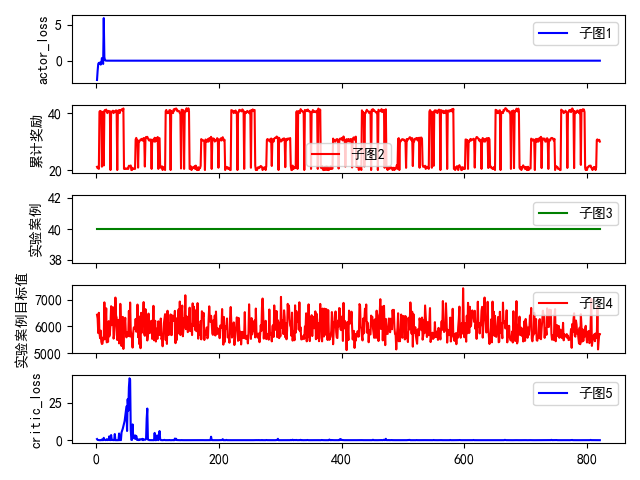 actor_loss
5
0
子图1
累计奖励
40
20
子图2
实验案例
42
40
38
子图3
实验案例目标值
7000
6000
5000
子图4
critic_loss
25
0
子图5
0 200 400 600 800